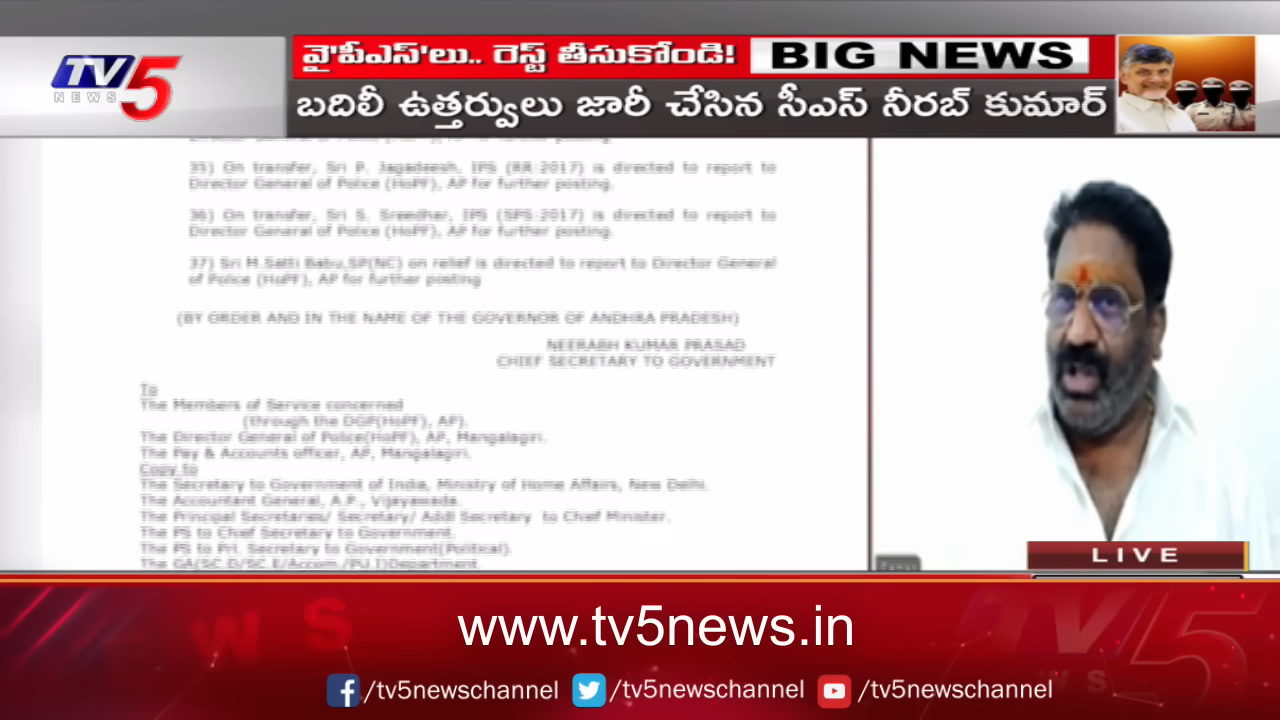 TV5
NEWS
వై'పీఎస్'లు.. రెస్ట్ తీసుకోండి!
BIG NEWS
బదిలీ ఉత్తర్వులు జారీ చేసిన సీఎస్ నీరబ్ కుమార్
35) On transfer, Sri P. Jagadeesh, IPS (RR:2017) is directed to report to
Director General of Police (HoPF), AP for further posting.
36) On transfer, Sri S. Sreedhar, IPS (SPS:2017) is directed to report to
Director General of Police (HoPF), AP for further posting.
37) Sri M.Satti Babu,SP(NC) on relief is directed to report to Director General
of Police (HoPF), AP for further posting
(BY ORDER AND IN THE NAME OF THE GOVERNOR OF ANDHRA PRADESH)
NEERABH KUMAR PRASAD
CHIEF SECRETARY TO GOVERNMENT
To
The Members of Service concerned
(through the DGP(HoPF), AP).
The Director General of Police(HoPF), AP, Mangalagiri.
The Pay & Accounts officer, AP, Mangalagiri.
Copy to
The Secretary to Government of India, Ministry of Home Affairs, New Delhi.
The Accountant General, A.P., Vijayawada.
The Principal Secretaries/ Secretary/ Addl Secretary to Chief Minister.
The PS to Chief Secretary to Government.
The PS to Prl. Secretary to Government(Political).
The GA(SC.D/SC.E/Accom./PU.I)Department.
LIVE
www.tv5news.in
/tv5newschannel
/tv5newschannel
/tv5newschannel